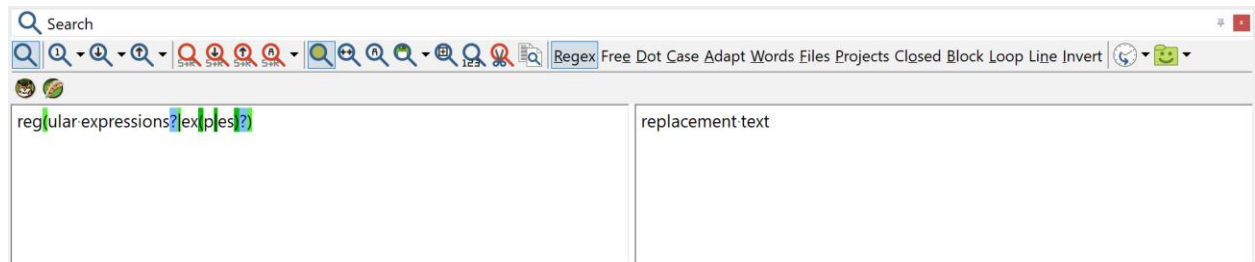 Search
Regex Free Dot Case Adapt Words Files Projects Closed Block Loop Line Invert
reg(ular·expressions?|ex(p|es)?)
replacement·text